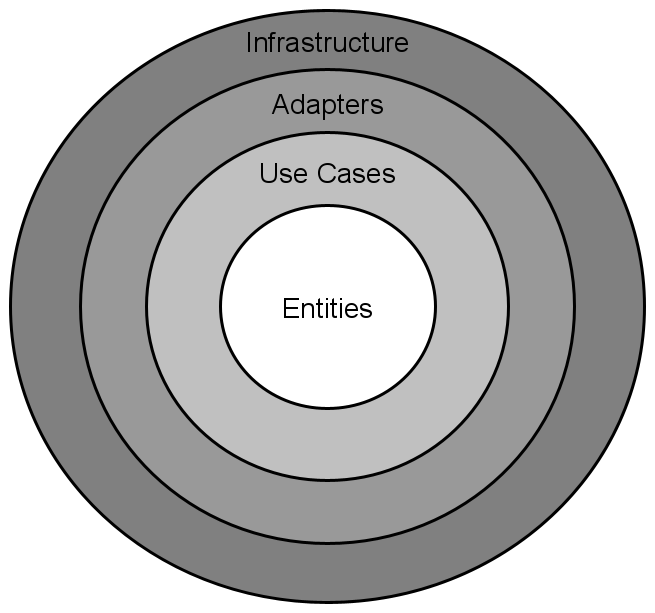 Infrastructure
Adapters
Use Cases
Entities